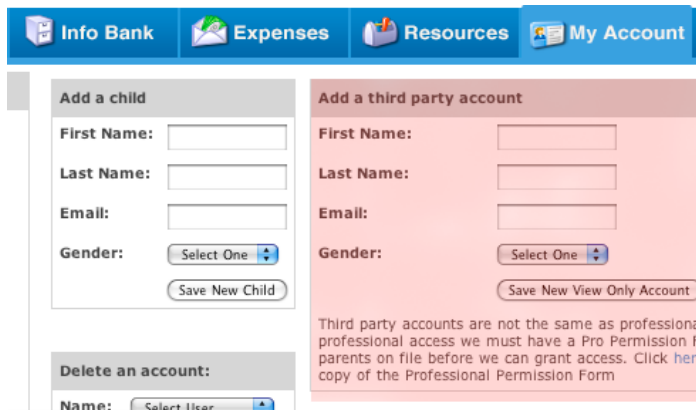 Info Bank Expenses Resources My Account
Add a child
First Name:
Last Name:
Email:
Gender: Select One
Save New Child
Delete an account:
Name: Select User
Add a third party account
First Name:
Last Name:
Email:
Gender: Select One
Save New View Only Account
Third party accounts are not the same as
professional access we must have a Pro Permission
parents on file before we can grant access. Click
copy of the Professional Permission Form